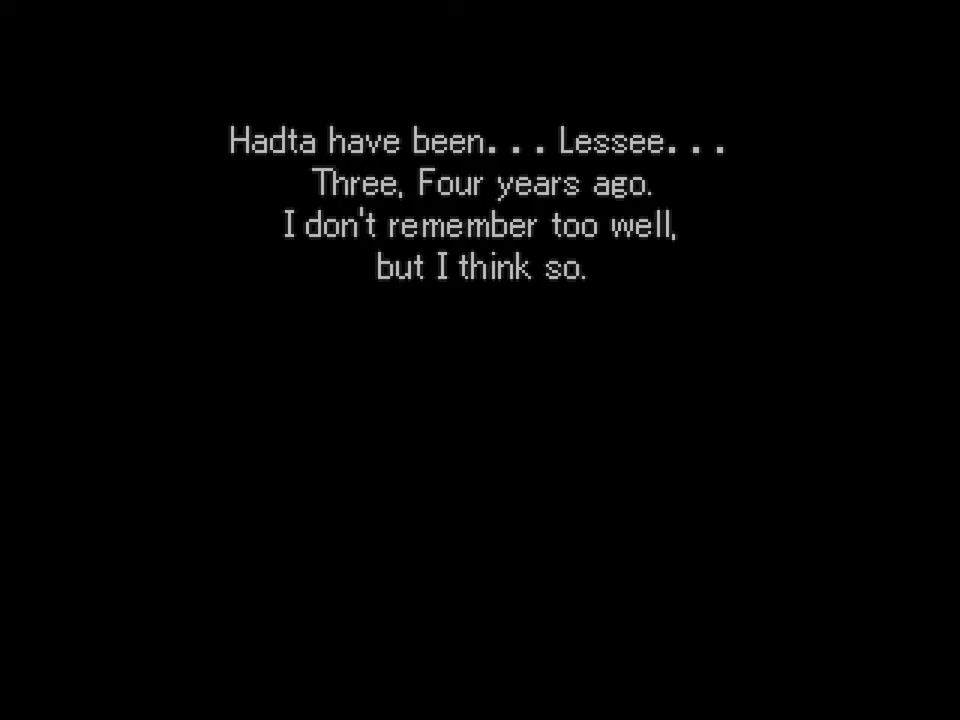 Hadta have been... Lessee...
Three, Four years ago.
I don't remember too well,
but I think so.